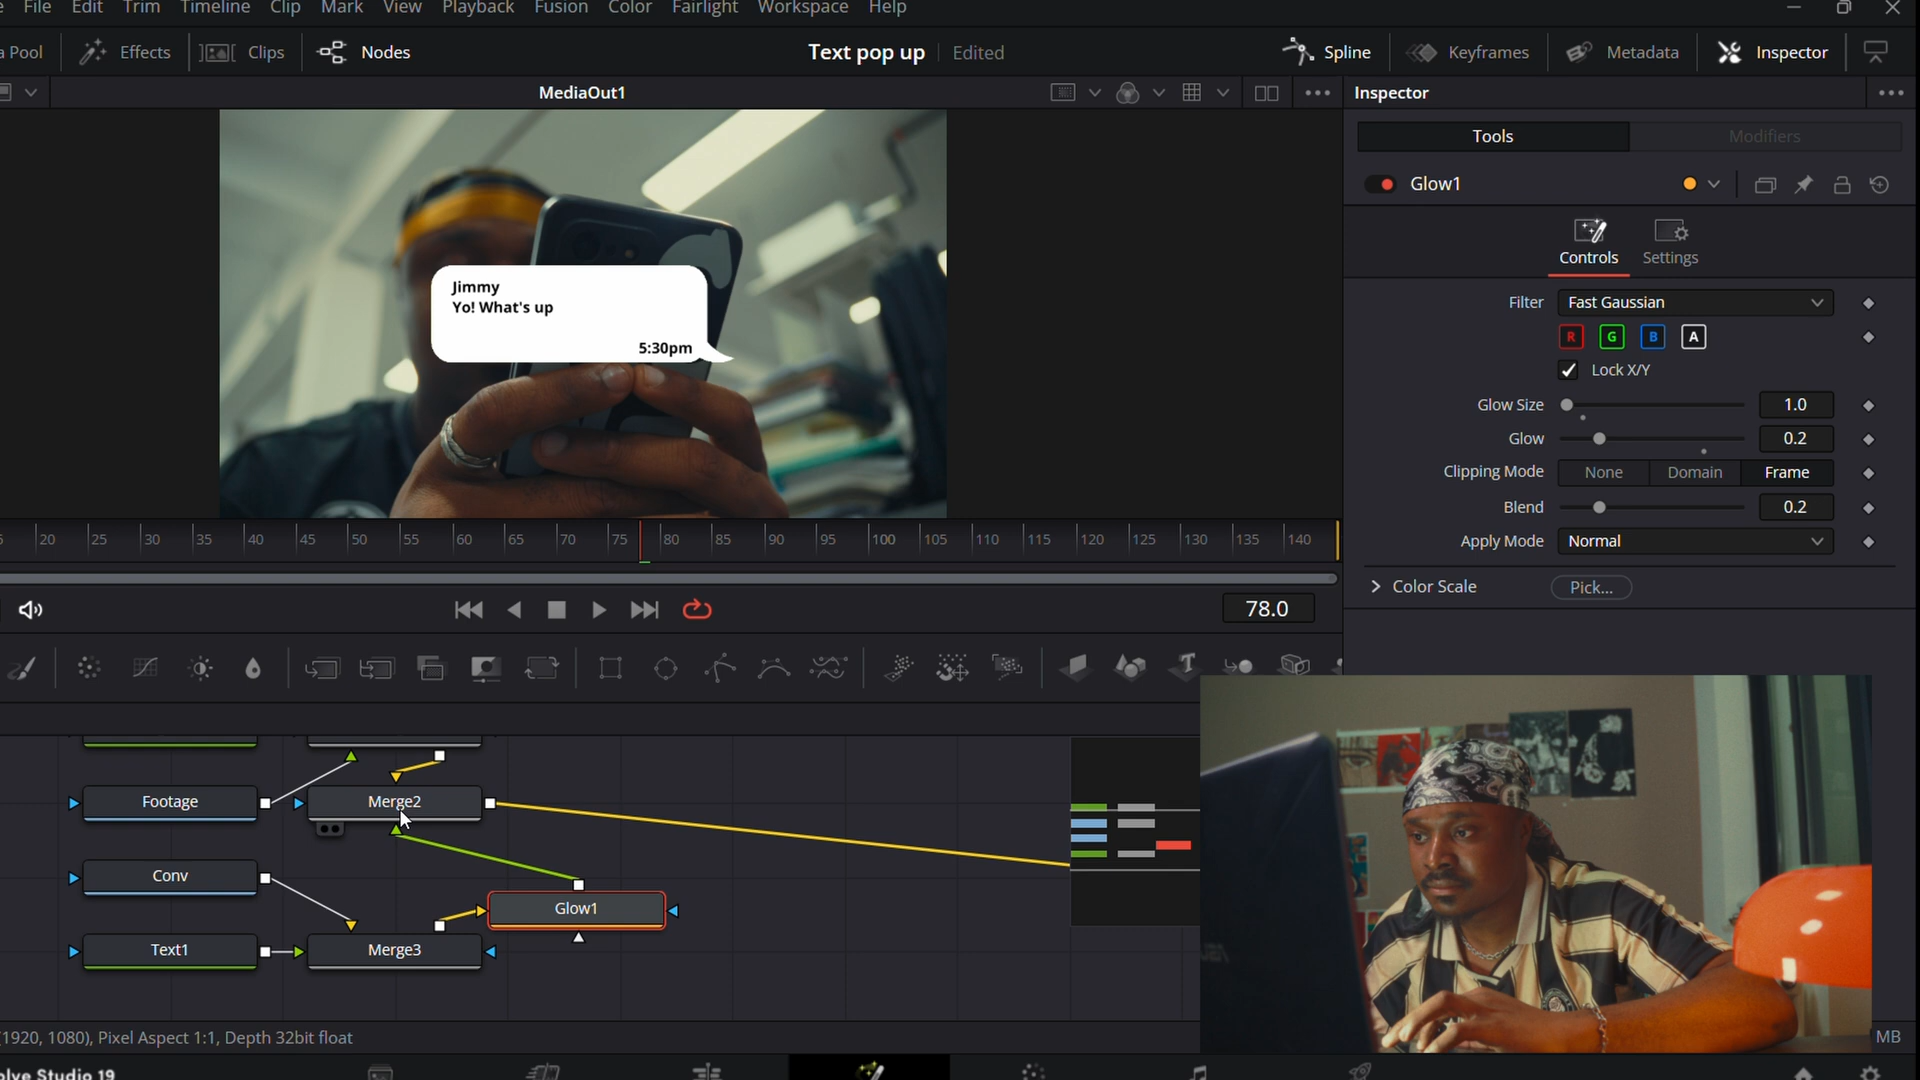 File Edit Trim Timeline Clip Mark View Playback Fusion Color Fairlight Workspace Help
Pool Effects Clips Nodes Text pop up Edited Spline Keyframes Metadata Inspector
MediaOut1
Inspector
Tools Modifiers
Glow1
Controls Settings
Filter Fast Gaussian
R G B A
Lock X/Y
Glow Size 1.0
Glow 0.2
Clipping Mode None Domain Frame
Blend 0.2
Apply Mode Normal
Color Scale Pick...
Jimmy
Yo! What's up
5:30pm
20 25 30 35 40 45 50 55 60 65 70 75 80 85 90 95 100 105 110 115 120 125 130 135 140
78.0
Footage Merge2
Conv
Glow1
Text1 Merge3
1920, 1080), Pixel Aspect 1:1, Depth 32bit float
MB
olve Studio 19